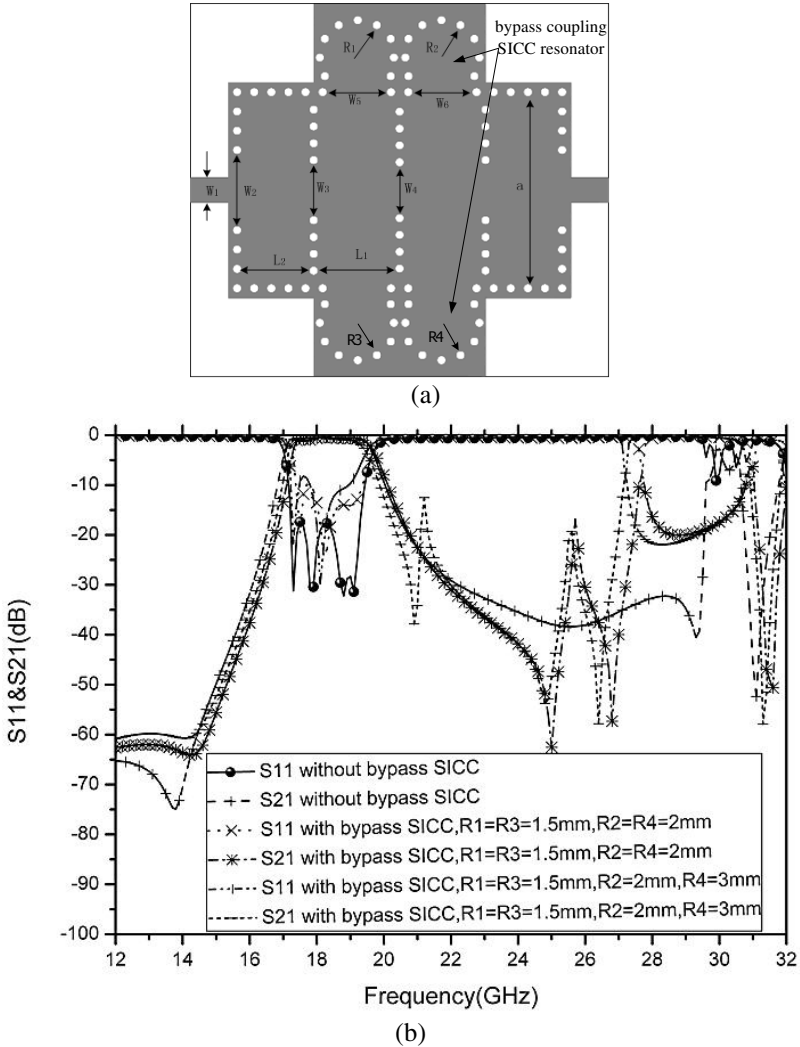 bypass coupling
SICC resonator
R1
R2
W5
W6
W1
W2
W3
W4
a
L2
L1
R3
R4
(a)
S11&S21(dB)
0
-10
-20
-30
-40
-50
-60
-70
-80
-90
-100
S11 without bypass SICC
S21 without bypass SICC
S11 with bypass SICC,R1=R3=1.5mm,R2=R4=2mm
S21 with bypass SICC,R1=R3=1.5mm,R2=R4=2mm
S11 with bypass SICC,R1=R3=1.5mm,R2=2mm,R4=3mm
S21 with bypass SICC,R1=R3=1.5mm,R2=2mm,R4=3mm
12 14 16 18 20 22 24 26 28 30 32
Frequency(GHz)
(b)